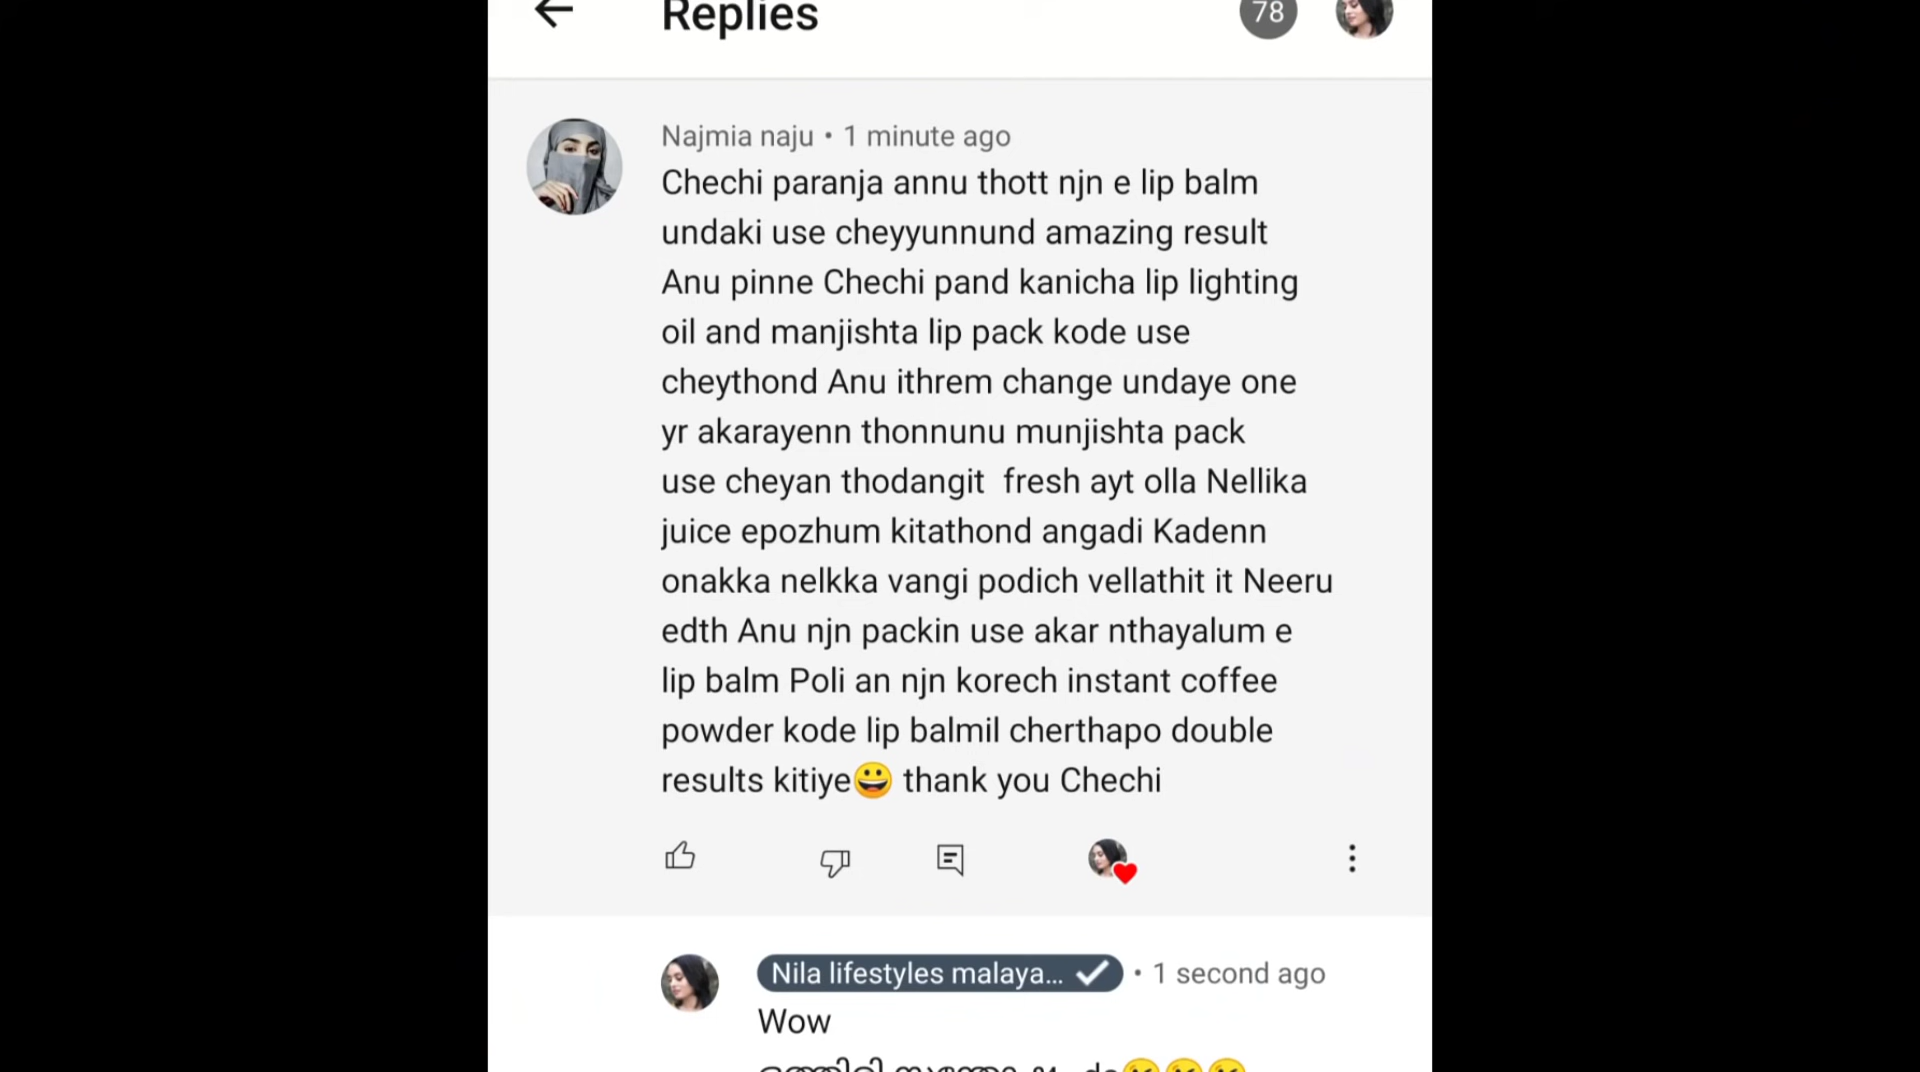 Replies
78
Najmia naju • 1 minute ago
Chechi paranja annu thott njn e lip balm
undaki use cheyyunnund amazing result
Anu pinne Chechi pand kanicha lip lighting
oil and manjishta lip pack kode use
cheythond Anu ithrem change undaye one
yr akarayenn thonnunu munjishta pack
use cheyan thodangit  fresh ayt olla Nellika
juice epozhum kitathond angadi Kadenn
onakka nelkka vangi podich vellathit it Neeru
edth Anu njn packin use akar nthayalum e
lip balm Poli an njn korech instant coffee
powder kode lip balmil cherthapo double
results kitiye😀 thank you Chechi
Nila lifestyles malaya... • 1 second ago
Wow